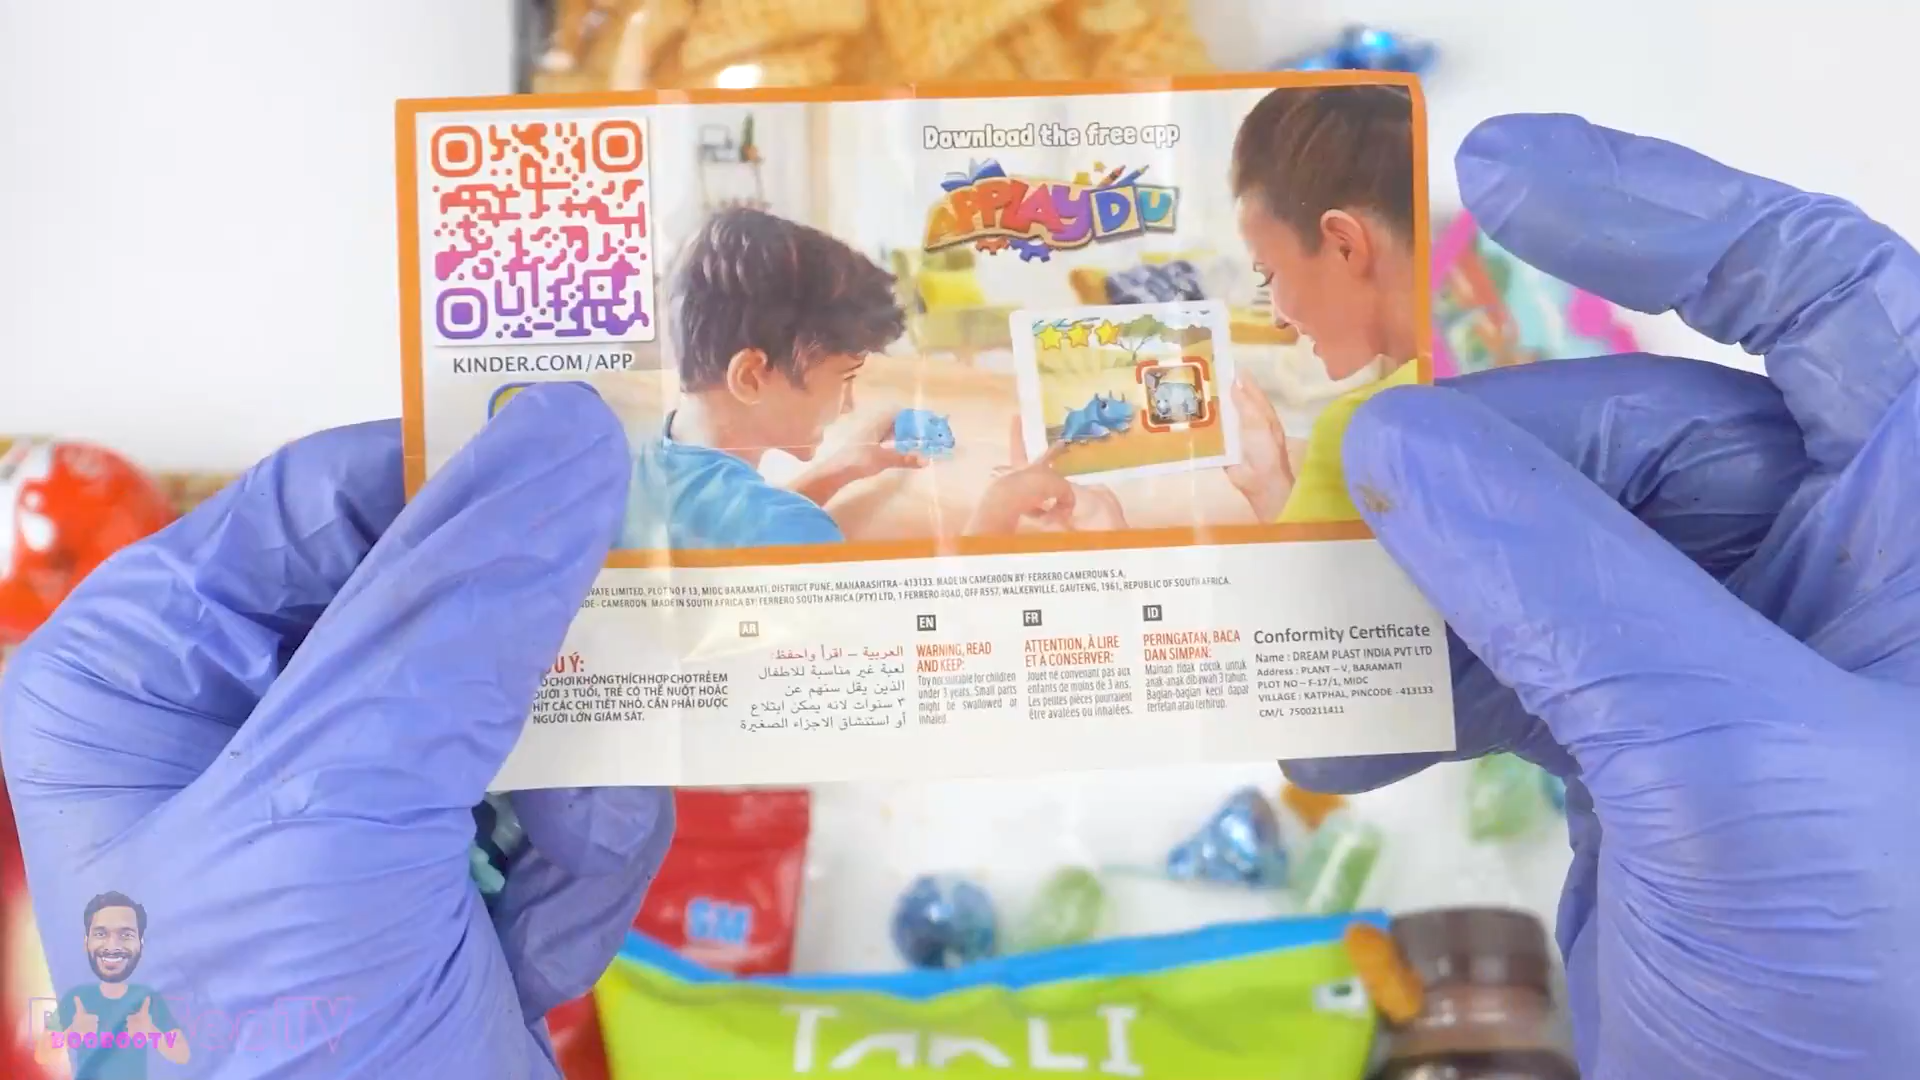 Download the free app
APPLAYDU
KINDER.COM/APP
LIMITED, PLOT NO F 13, MIDC BARAMATI, DISTRICT PUNE, MAHARASHTRA - 413133. MADE IN CAMEROON BY: FERRERO CAMEROUN S.A,
- CAMEROON. MADE IN SOUTH AFRICA BY: FERRERO SOUTH AFRICA (PTY) LTD, 1 FERRERO ROAD, OFF R557, WALKERVILLE, GAUTENG, 1961, REPUBLIC OF SOUTH AFRICA.
Ý:
CHƠI KHÔNG THÍCH HỢP CHO TRẺ EM
DƯỚI 3 TUỔI, TRẺ CÓ THỂ NUỐT HOẶC
HÍT CÁC CHI TIẾT NHỎ. CẦN PHẢI ĐƯỢC
NGƯỜI LỚN GIÁM SÁT.
AR
العربية – اقرأ واحفظ:
لعبة غير مناسبة للاطفال
الذين يقل سنهم عن
٣ سنوات لانه يمكن ابتلاع
أو استنشاق الاجزاء الصغيرة
EN
WARNING, READ
AND KEEP:
Toy not suitable for children
under 3 years. Small parts
might be swallowed or
inhaled.
FR
ATTENTION, À LIRE
ET À CONSERVER:
Jouet ne convenant pas aux
enfants de moins de 3 ans.
Les petites pièces pourraient
être avalées ou inhalées.
ID
PERINGATAN, BACA
DAN SIMPAN:
Mainan tidak cocok untuk
anak-anak dibawah 3 tahun.
Bagian-bagian kecil dapat
tertelan atau terhirup.
Conformity Certificate
Name : DREAM PLAST INDIA PVT LTD
Address : PLANT – V, BARAMATI
PLOT NO – F-17/1, MIDC
VILLAGE : KATPHAL, PINCODE - 413133
CM/L 7500211411
DOOBOOTV